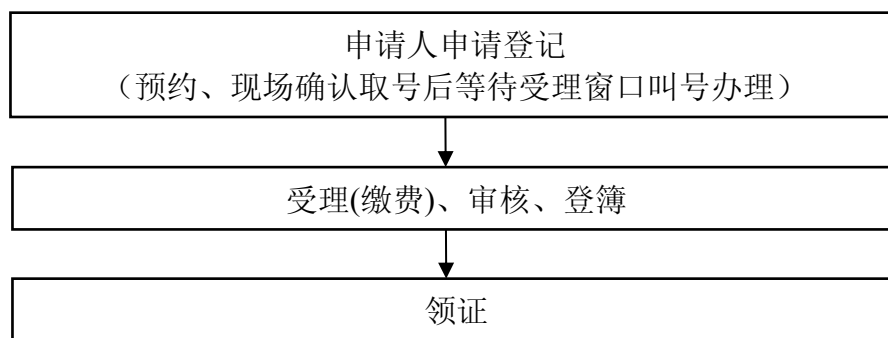 申请人申请登记
（预约、现场确认取号后等待受理窗口叫号办理）
受理(缴费)、审核、登簿
领证